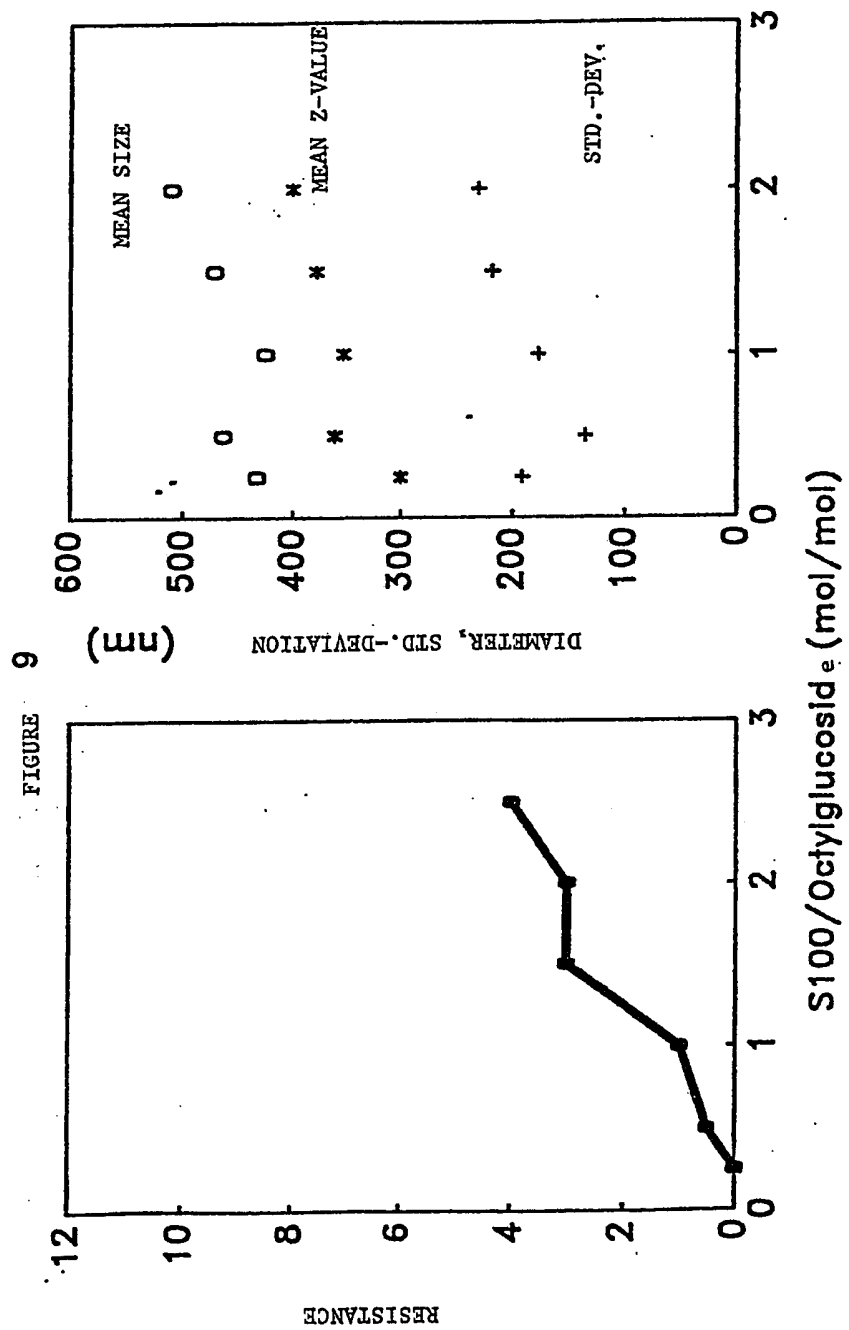 FIGURE 9
RESISTANCE
12
10
8
6
4
2
0
0 1 2 3
(nm)
DIAMETER, STD.-DEVIATION
600
500
400
300
200
100
0
0 1 2 3
MEAN SIZE
MEAN Z-VALUE
STD.-DEV.
S100/Octylglucoside (mol/mol)